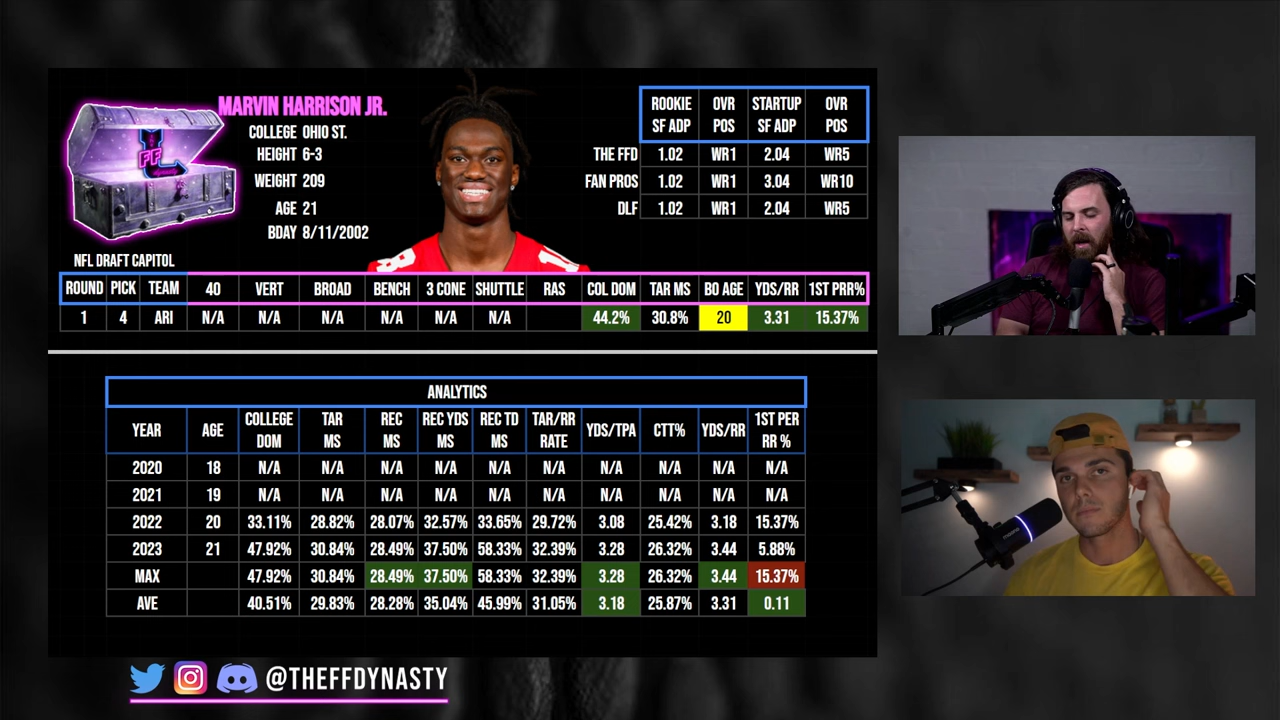 MARVIN HARRISON JR.
COLLEGE OHIO ST.
HEIGHT 6-3
WEIGHT 209
AGE 21
BDAY 8/11/2002
FF
dynasty
ROOKIE SF ADP OVR POS STARTUP SF ADP OVR POS
THE FFD 1.02 WR1 2.04 WR5
FAN PROS 1.02 WR1 3.04 WR10
DLF 1.02 WR1 2.04 WR5
NFL DRAFT CAPITOL
ROUND PICK TEAM 40 VERT BROAD BENCH 3 CONE SHUTTLE RAS COL DOM TAR MS BO AGE YDS/RR 1ST PRR%
1 4 ARI N/A N/A N/A N/A N/A N/A 44.2% 30.8% 20 3.31 15.37%
ANALYTICS
YEAR AGE COLLEGE DOM TAR MS REC MS REC YDS MS REC TD MS TAR/RR RATE YDS/TPA CTT% YDS/RR 1ST PER RR %
2020 18 N/A N/A N/A N/A N/A N/A N/A N/A N/A N/A
2021 19 N/A N/A N/A N/A N/A N/A N/A N/A N/A N/A
2022 20 33.11% 28.82% 28.07% 32.57% 33.65% 29.72% 3.08 25.42% 3.18 15.37%
2023 21 47.92% 30.84% 28.49% 37.50% 58.33% 32.39% 3.28 26.32% 3.44 5.88%
MAX 47.92% 30.84% 28.49% 37.50% 58.33% 32.39% 3.28 26.32% 3.44 15.37%
AVE 40.51% 29.83% 28.28% 35.04% 45.99% 31.05% 3.18 25.87% 3.31 0.11
@THEFFDYNASTY